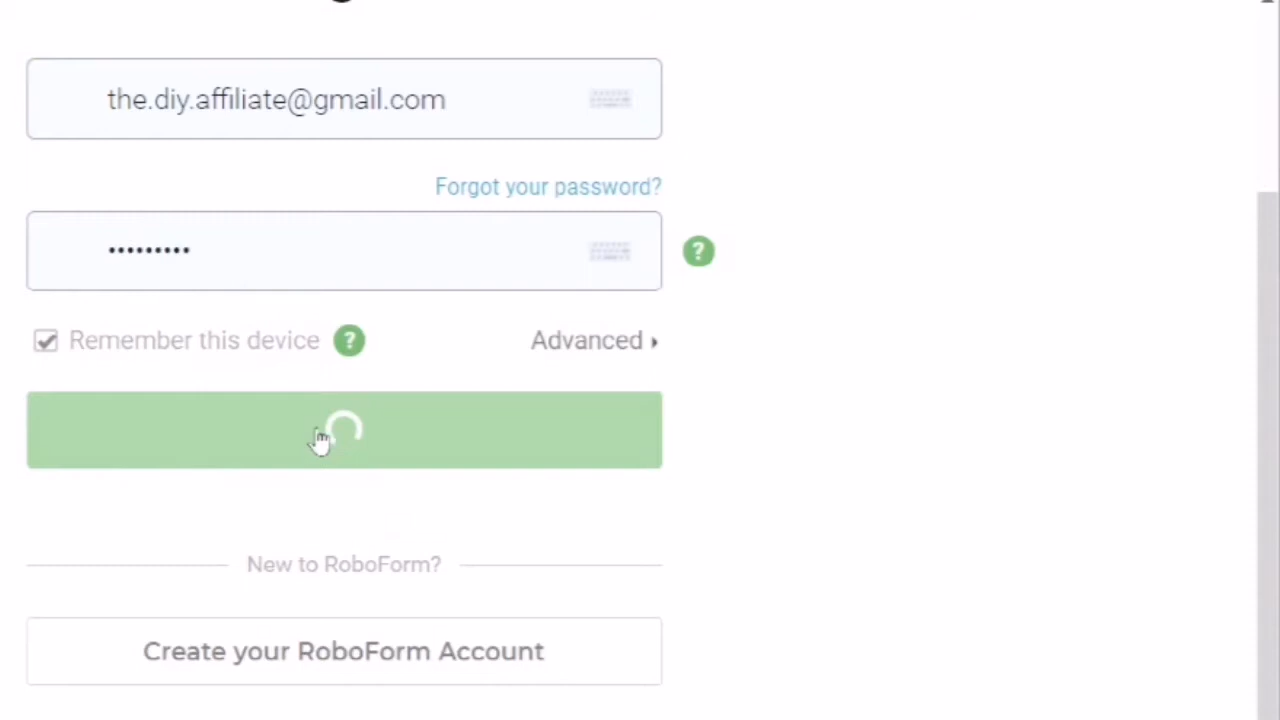 the.diy.affiliate@gmail.com
Forgot your password?
•••••••••
?
Remember this device ? Advanced
New to RoboForm?
Create your RoboForm Account